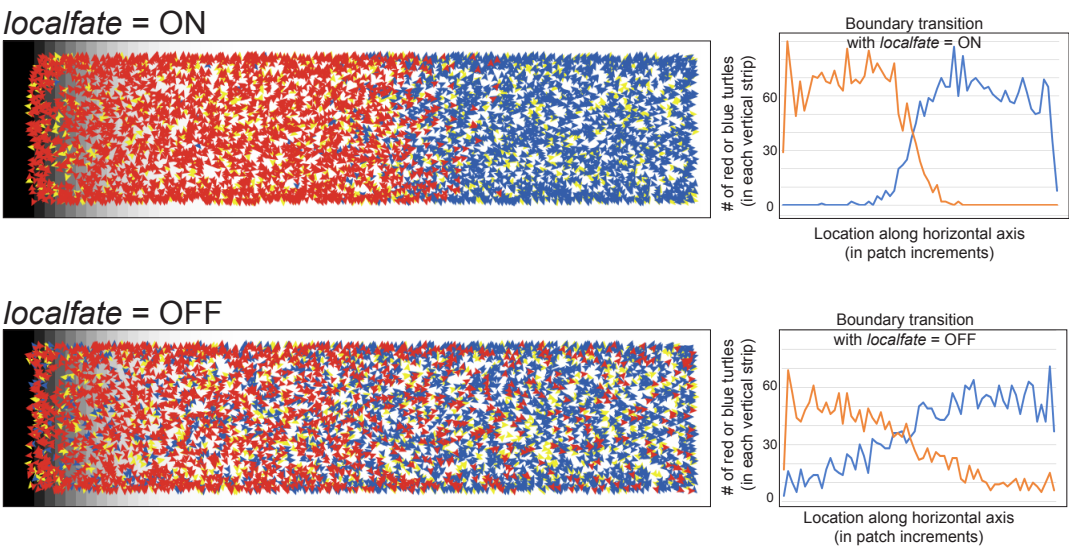 localfate = ON
Boundary transition
with localfate = ON
# of red or blue turtles
(in each vertical strip)
60
30
0
Location along horizontal axis
(in patch increments)
localfate = OFF
Boundary transition
with localfate = OFF
# of red or blue turtles
(in each vertical strip)
60
30
0
Location along horizontal axis
(in patch increments)